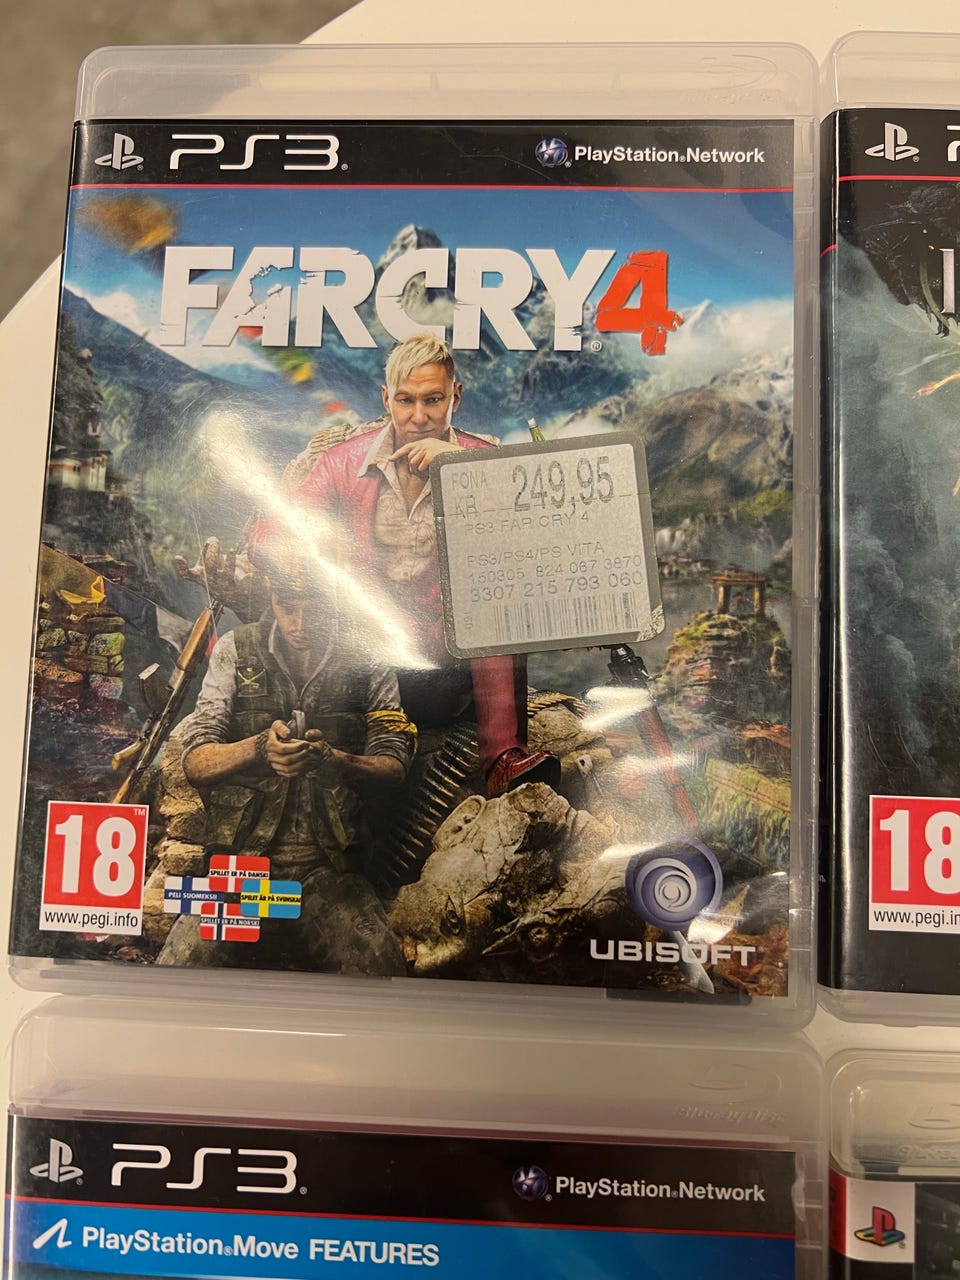 PS3
PlayStation®Network
FARCRY 4
FONA
KR 249,95
PS3 FAR CRY 4
PS3/PS4/PS VITA
150305 824 067 3870
3307 215 793 060
18
www.pegi.info
SPILLET ER PÅ DANSK!
PELI SUOMEKSI!
SPELET ÄR PÅ SVENSKA!
SPILLET ER PÅ NORSK!
UBISOFT
18
www.pegi.in
PS3
PlayStation®Network
PlayStation®Move FEATURES